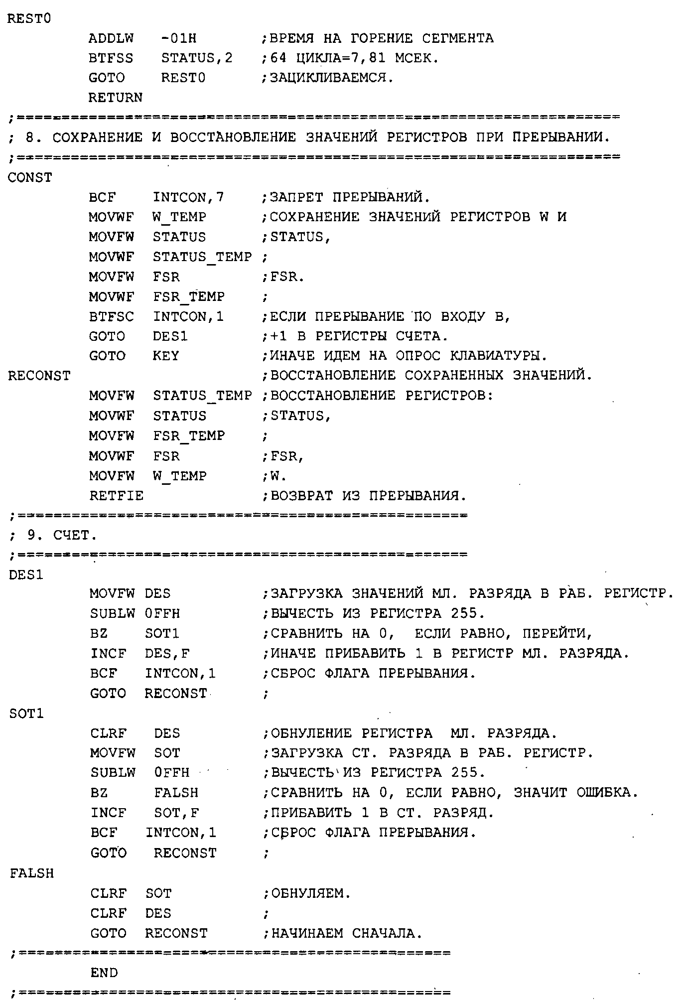 REST0
ADDLW -01H ;ВРЕМЯ НА ГОРЕНИЕ СЕГМЕНТА
BTFSS STATUS,2 ;64 ЦИКЛА=7,81 МСЕК.
GOTO REST0 ;ЗАЦИКЛИВАЕМСЯ.
RETURN
;===================================================================
; 8. СОХРАНЕНИЕ И ВОССТАНОВЛЕНИЕ ЗНАЧЕНИЙ РЕГИСТРОВ ПРИ ПРЕРЫВАНИИ.
;===================================================================
CONST
BCF INTCON,7 ;ЗАПРЕТ ПРЕРЫВАНИЙ.
MOVWF W_TEMP ;СОХРАНЕНИЕ ЗНАЧЕНИЙ РЕГИСТРОВ W И
MOVFW STATUS ;STATUS,
MOVWF STATUS_TEMP ;
MOVFW FSR ;FSR.
MOVWF FSR_TEMP ;
BTFSC INTCON,1 ;ЕСЛИ ПРЕРЫВАНИЕ ПО ВХОДУ В,
GOTO DES1 ;+1 В РЕГИСТРЫ СЧЕТА.
GOTO KEY ;ИНАЧЕ ИДЕМ НА ОПРОС КЛАВИАТУРЫ.
RECONST ;ВОССТАНОВЛЕНИЕ СОХРАНЕННЫХ ЗНАЧЕНИЙ.
MOVFW STATUS_TEMP ;ВОССТАНОВЛЕНИЕ РЕГИСТРОВ:
MOVWF STATUS ;STATUS,
MOVFW FSR_TEMP ;
MOVWF FSR ;FSR,
MOVFW W_TEMP ;W.
RETFIE ;ВОЗВРАТ ИЗ ПРЕРЫВАНИЯ.
;==================================================
; 9. СЧЕТ.
;==================================================
DES1
MOVFW DES ;ЗАГРУЗКА ЗНАЧЕНИЙ МЛ. РАЗРЯДА В РАБ. РЕГИСТР.
SUBLW 0FFH ;ВЫЧЕСТЬ ИЗ РЕГИСТРА 255.
BZ SOT1 ;СРАВНИТЬ НА 0, ЕСЛИ РАВНО, ПЕРЕЙТИ,
INCF DES,F ;ИНАЧЕ ПРИБАВИТЬ 1 В РЕГИСТР МЛ. РАЗРЯДА.
BCF INTCON,1 ;СБРОС ФЛАГА ПРЕРЫВАНИЯ.
GOTO RECONST ;
SOT1
CLRF DES ;ОБНУЛЕНИЕ РЕГИСТРА МЛ. РАЗРЯДА.
MOVFW SOT ;ЗАГРУЗКА СТ. РАЗРЯДА В РАБ. РЕГИСТР.
SUBLW 0FFH ;ВЫЧЕСТЬ ИЗ РЕГИСТРА 255.
BZ FALSH ;СРАВНИТЬ НА 0, ЕСЛИ РАВНО, ЗНАЧИТ ОШИБКА.
INCF SOT,F ;ПРИБАВИТЬ 1 В СТ. РАЗРЯД.
BCF INTCON,1 ;СБРОС ФЛАГА ПРЕРЫВАНИЯ.
GOTO RECONST ;
FALSH
CLRF SOT ;ОБНУЛЯЕМ.
CLRF DES ;
GOTO RECONST ;НАЧИНАЕМ СНАЧАЛА.
;================================================
END
;================================================